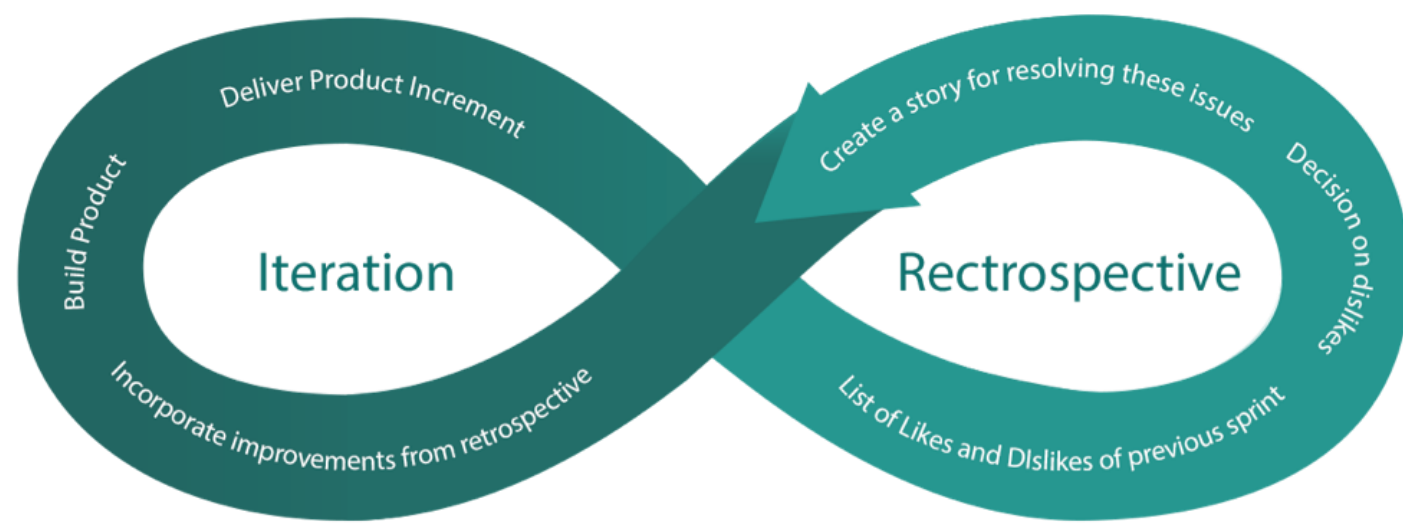 Deliver Product Increment
Build Product
Iteration
Incorporate improvements from retrospective
Create a story for resolving these issues
Decision on dislikes
Rectrospective
List of Likes and DIslikes of previous sprint